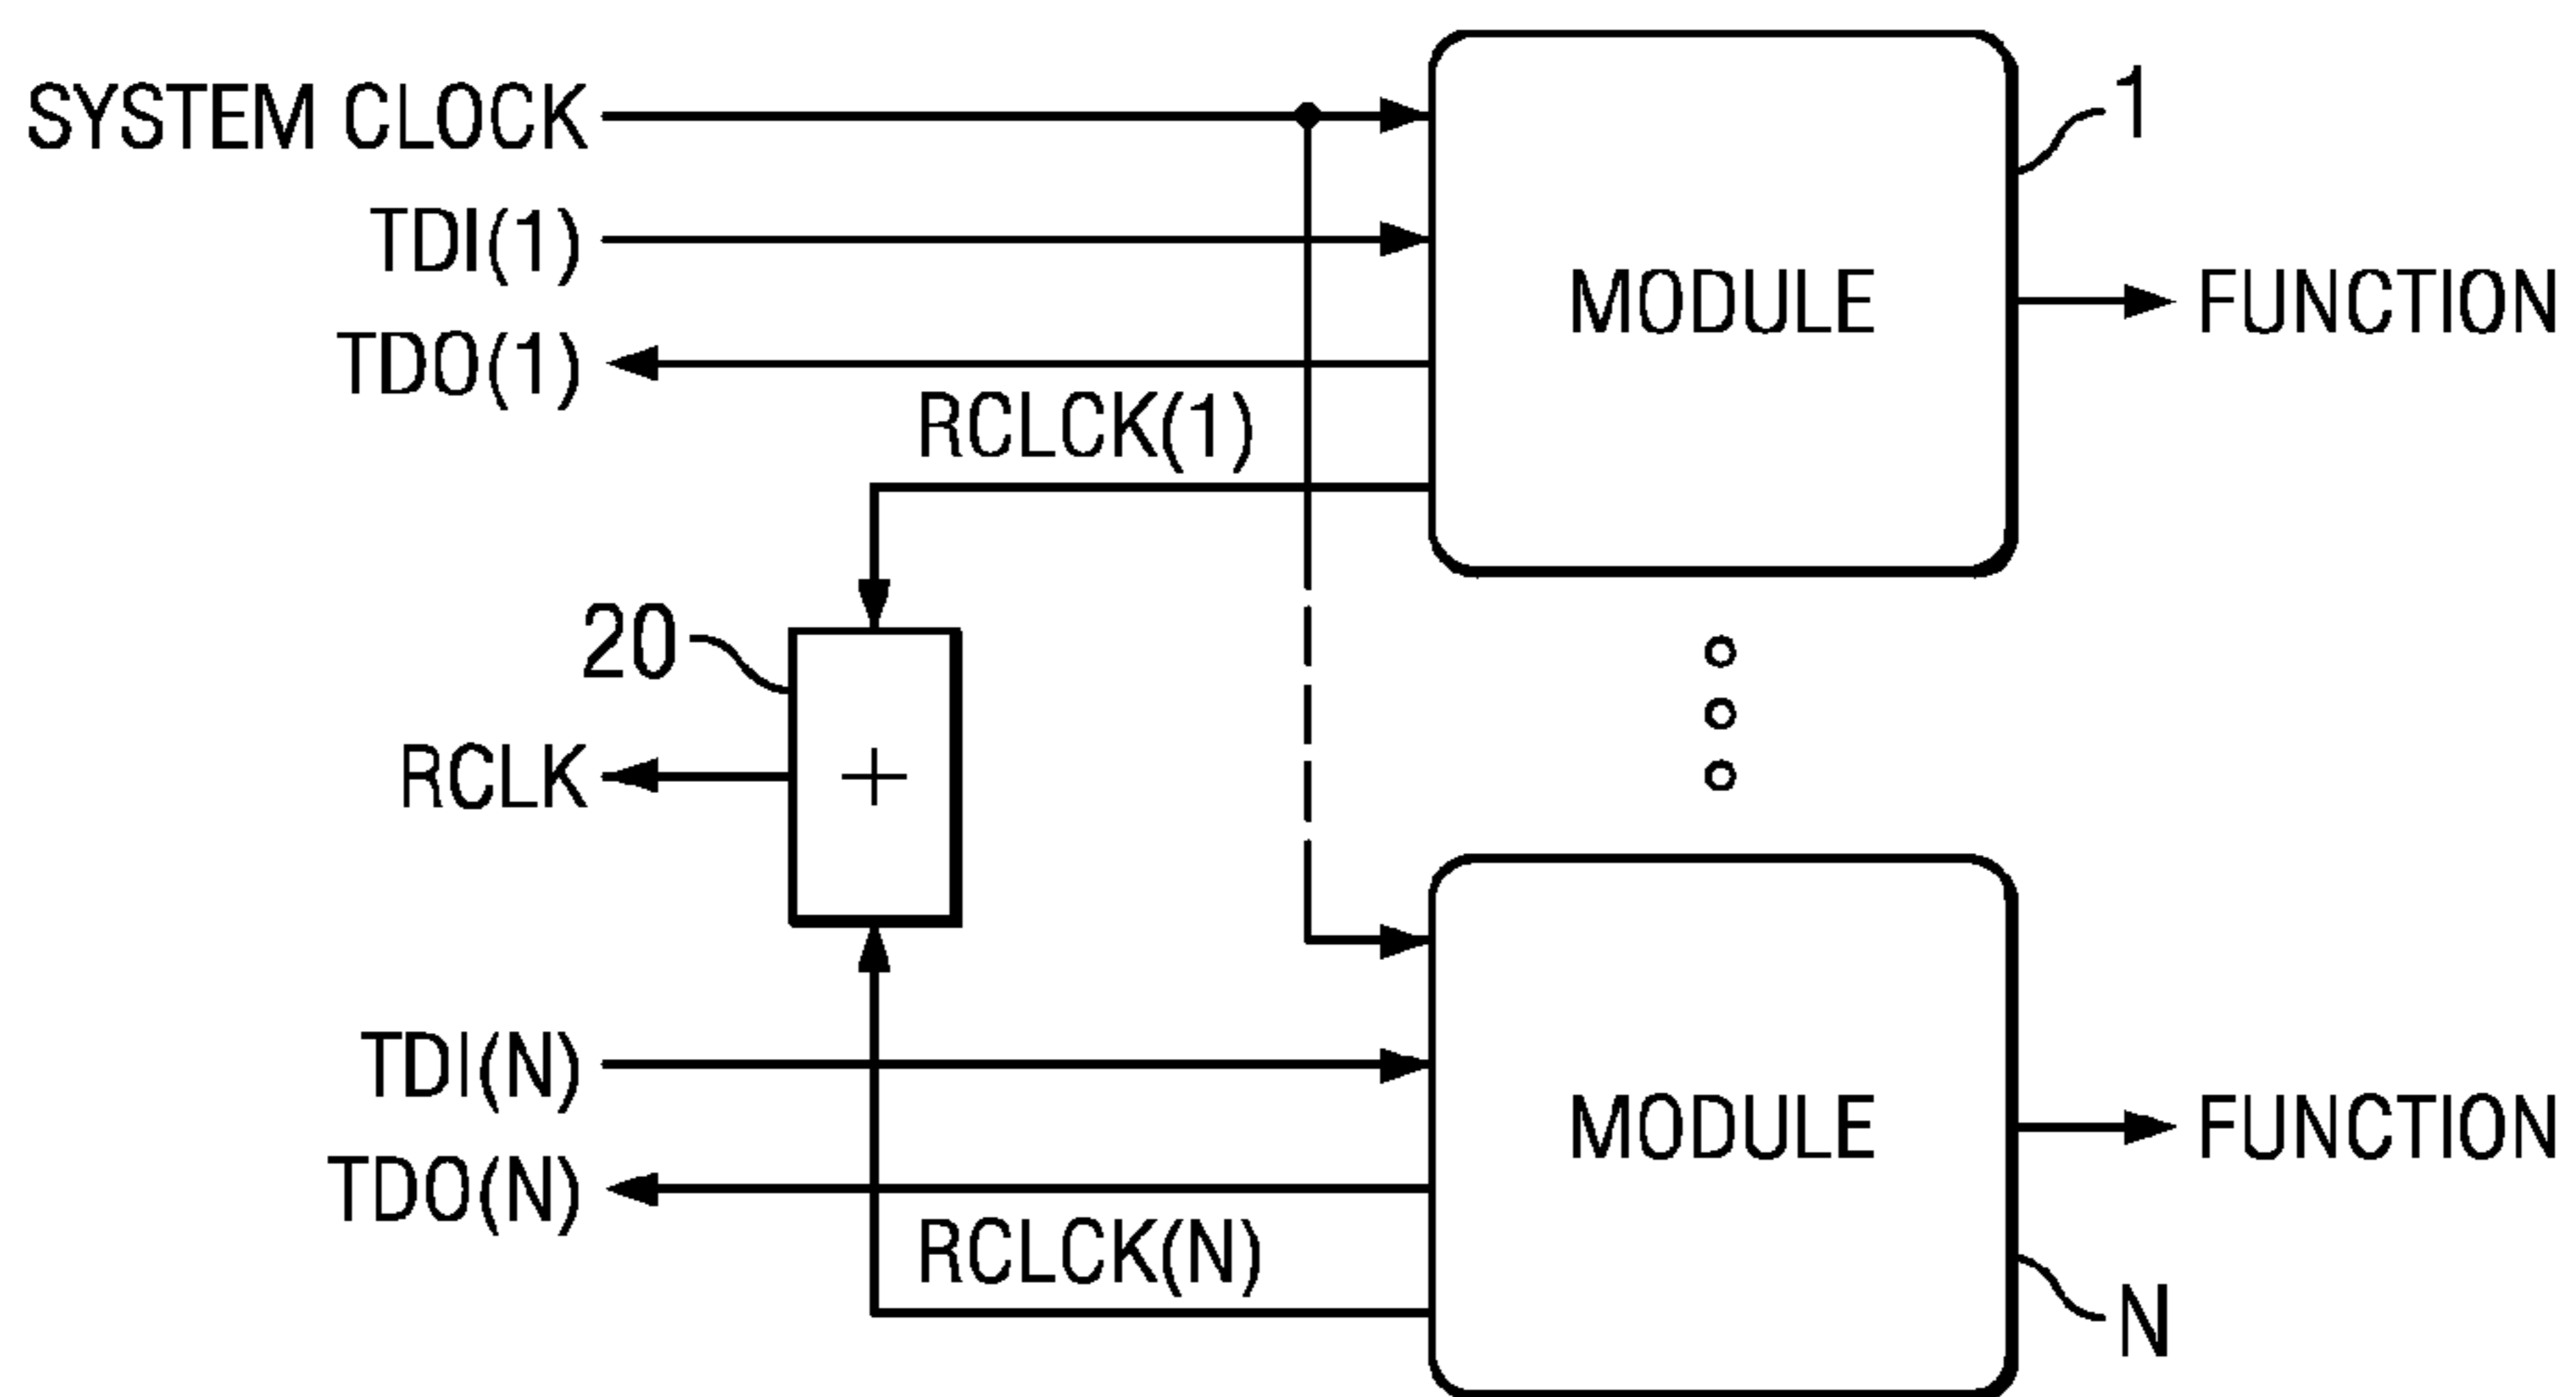 SYSTEM CLOCK
1
TDI(1)
MODULE
FUNCTION
TDO(1)
RCLCK(1)
20
RCLK
+
TDI(N)
MODULE
FUNCTION
TDO(N)
RCLCK(N)
N